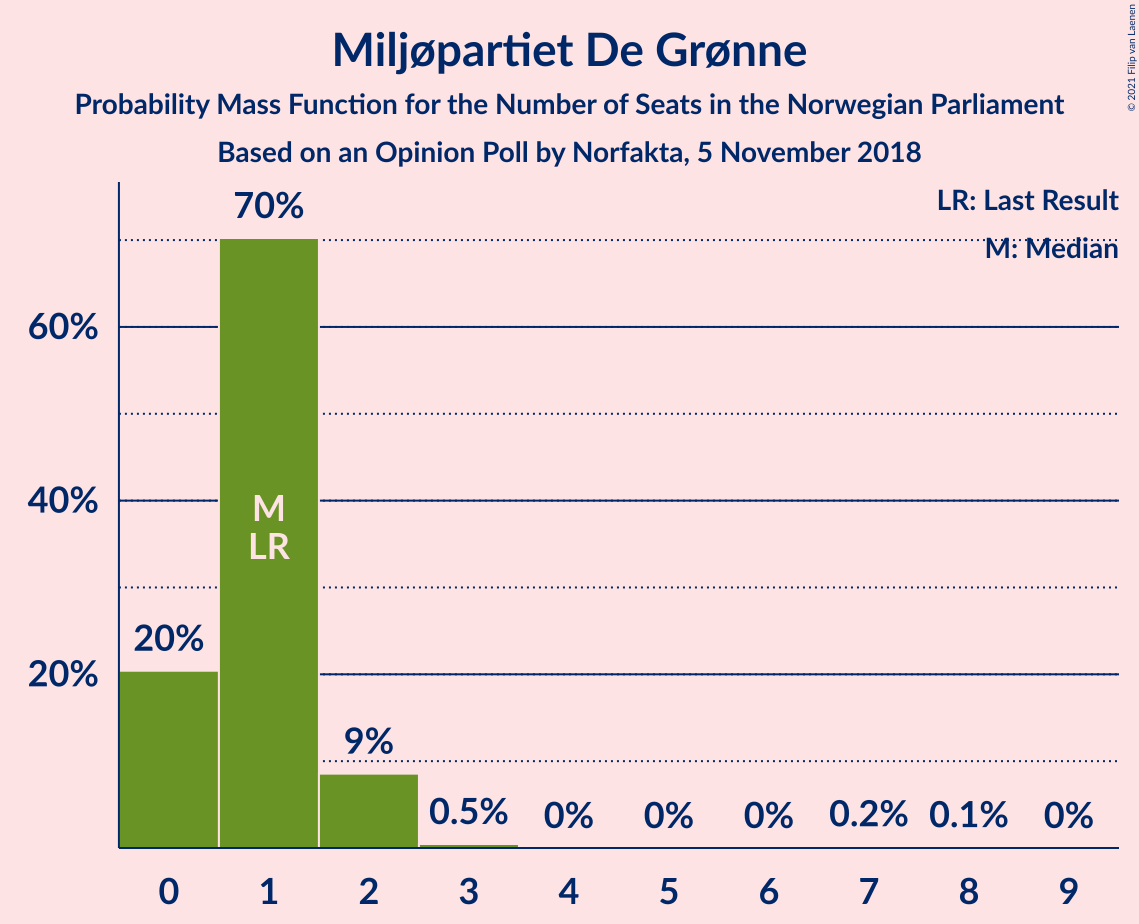 Miljøpartiet De Grønne
Probability Mass Function for the Number of Seats in the Norwegian Parliament
Based on an Opinion Poll by Norfakta, 5 November 2018
© 2021 Filip van Laenen
LR: Last Result
M: Median
70%
60%
40%
M
LR
20%
20%
9%
0.5%
0%
0%
0%
0.2%
0.1%
0%
0
1
2
3
4
5
6
7
8
9